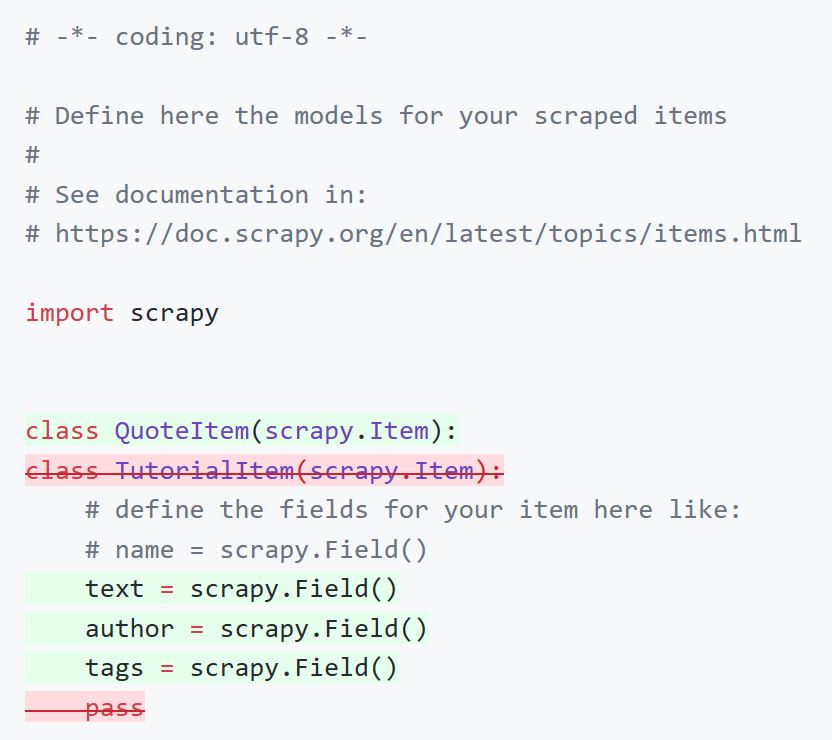 # -*- coding: utf-8 -*-
# Define here the models for your scraped items
#
# See documentation in:
# https://doc.scrapy.org/en/latest/topics/items.html
import scrapy
class QuoteItem(scrapy.Item):
class TutorialItem(scrapy.Item):
    # define the fields for your item here like:
    # name = scrapy.Field()
    text = scrapy.Field()
    author = scrapy.Field()
    tags = scrapy.Field()
    pass